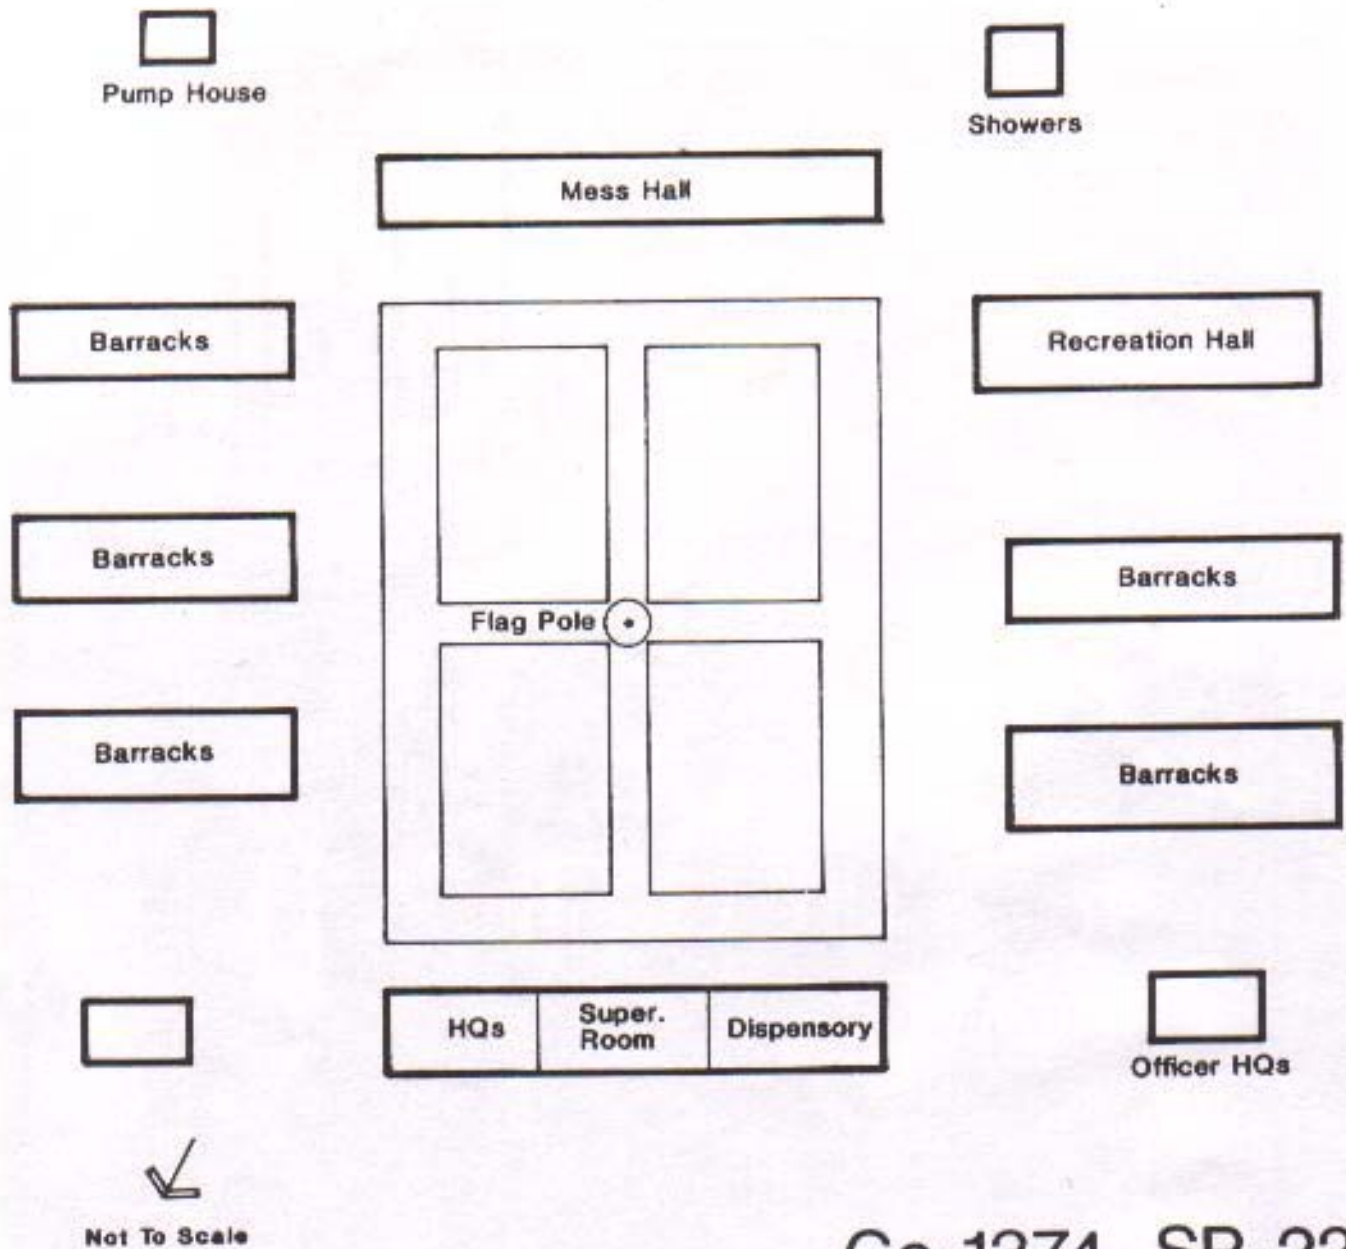 Pump House
Showers
Mess Hall
Barracks
Recreation Hall
Barracks
Barracks
Flag Pole
Barracks
Barracks
HQs
Super.
Room
Dispensory
Officer HQs
Not To Scale